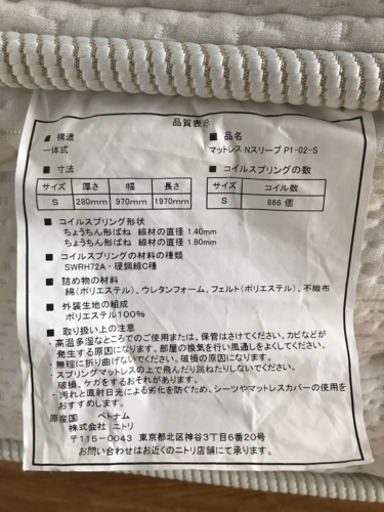 品質表示
■ 構造
一体式
■ 品名
マットレス Nスリープ P1-02-S
■ 寸法
サイズ 厚さ 幅 長さ
S 280mm 970mm 1970mm
■ コイルスプリングの数
サイズ コイル数
S 866 個
■ コイルスプリング形状
ちょうちん形ばね 線材の直径 1.40mm
ちょうちん形ばね 線材の直径 1.80mm
■ コイルスプリングの材料の種類
SWRH72A・硬鋼線C種
■ 詰め物の材料
綿(ポリエステル)、ウレタンフォーム、フェルト(ポリエステル)、不織布
■ 外装生地の組成
ポリエステル100%
■ 取り扱い上の注意
・高温多湿なところでのご使用または、保管はさけてください。カビなどが
発生する原因になります。部屋の換気を行い風通しをよくしてください。
・無理に折り曲げないでください。破損の原因になります。
・スプリングマットレスの上で飛んだり跳ねたりしないでください。
破損、ケガをするおそれがあります。
・汚れと直射日光による劣化を防ぐため、シーツやマットレスカバーの使用を
おすすめします。
原産国 ベトナム
株式会社 ニトリ
〒115-0043 東京都北区神谷3丁目6番20号
お問い合わせはお近くのニトリ店舗にて承ります。